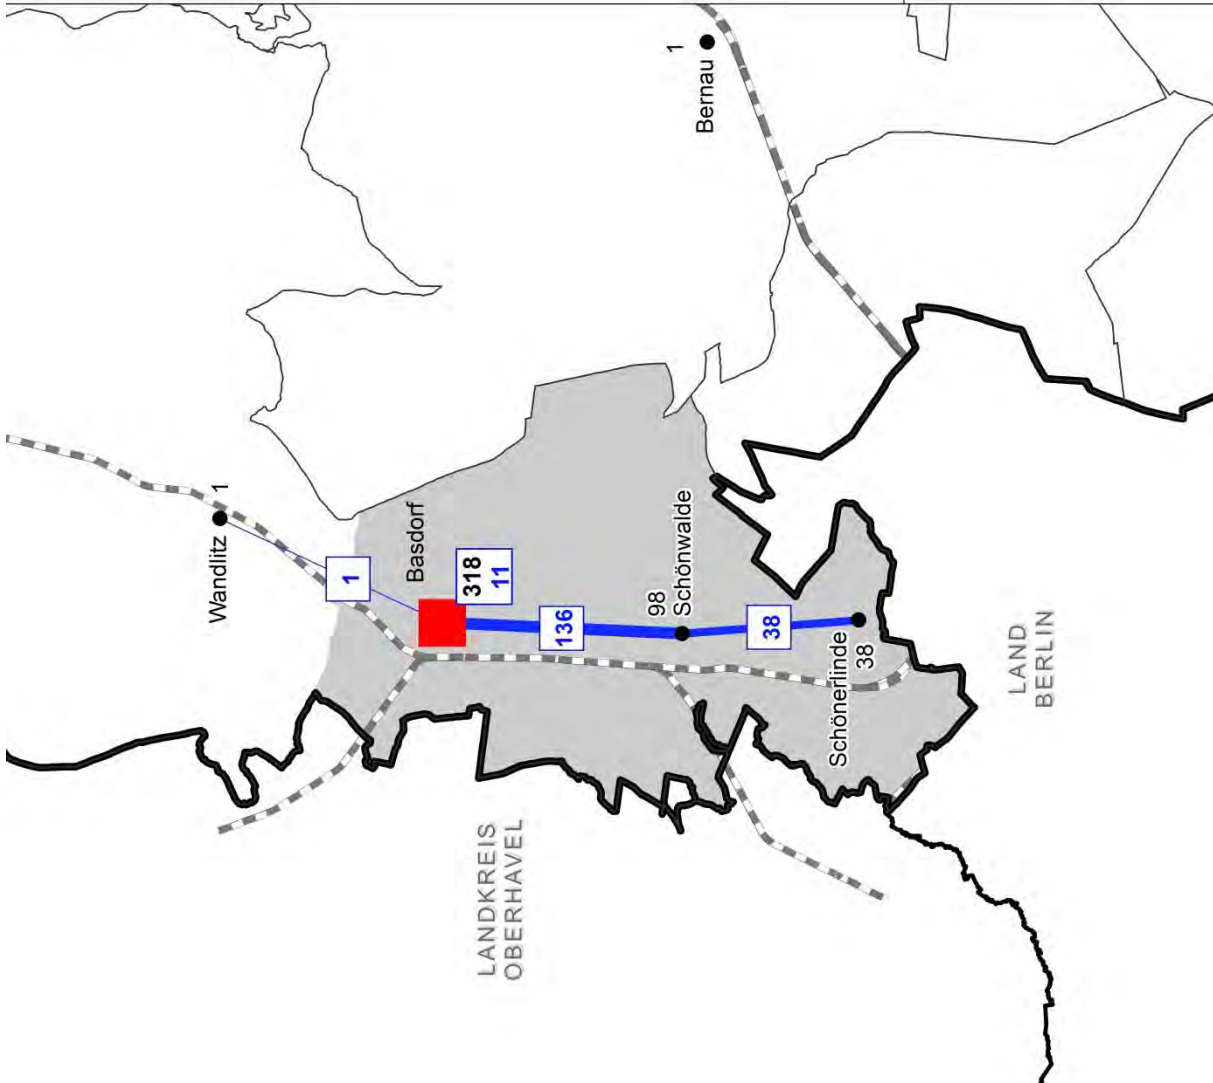 Wandlitz
1
1
Basdorf
318
11
136
98
Schönwalde
38
Schönerlinde
38
Bernau
1
LANDKREIS
OBERHAVEL
LAND
BERLIN